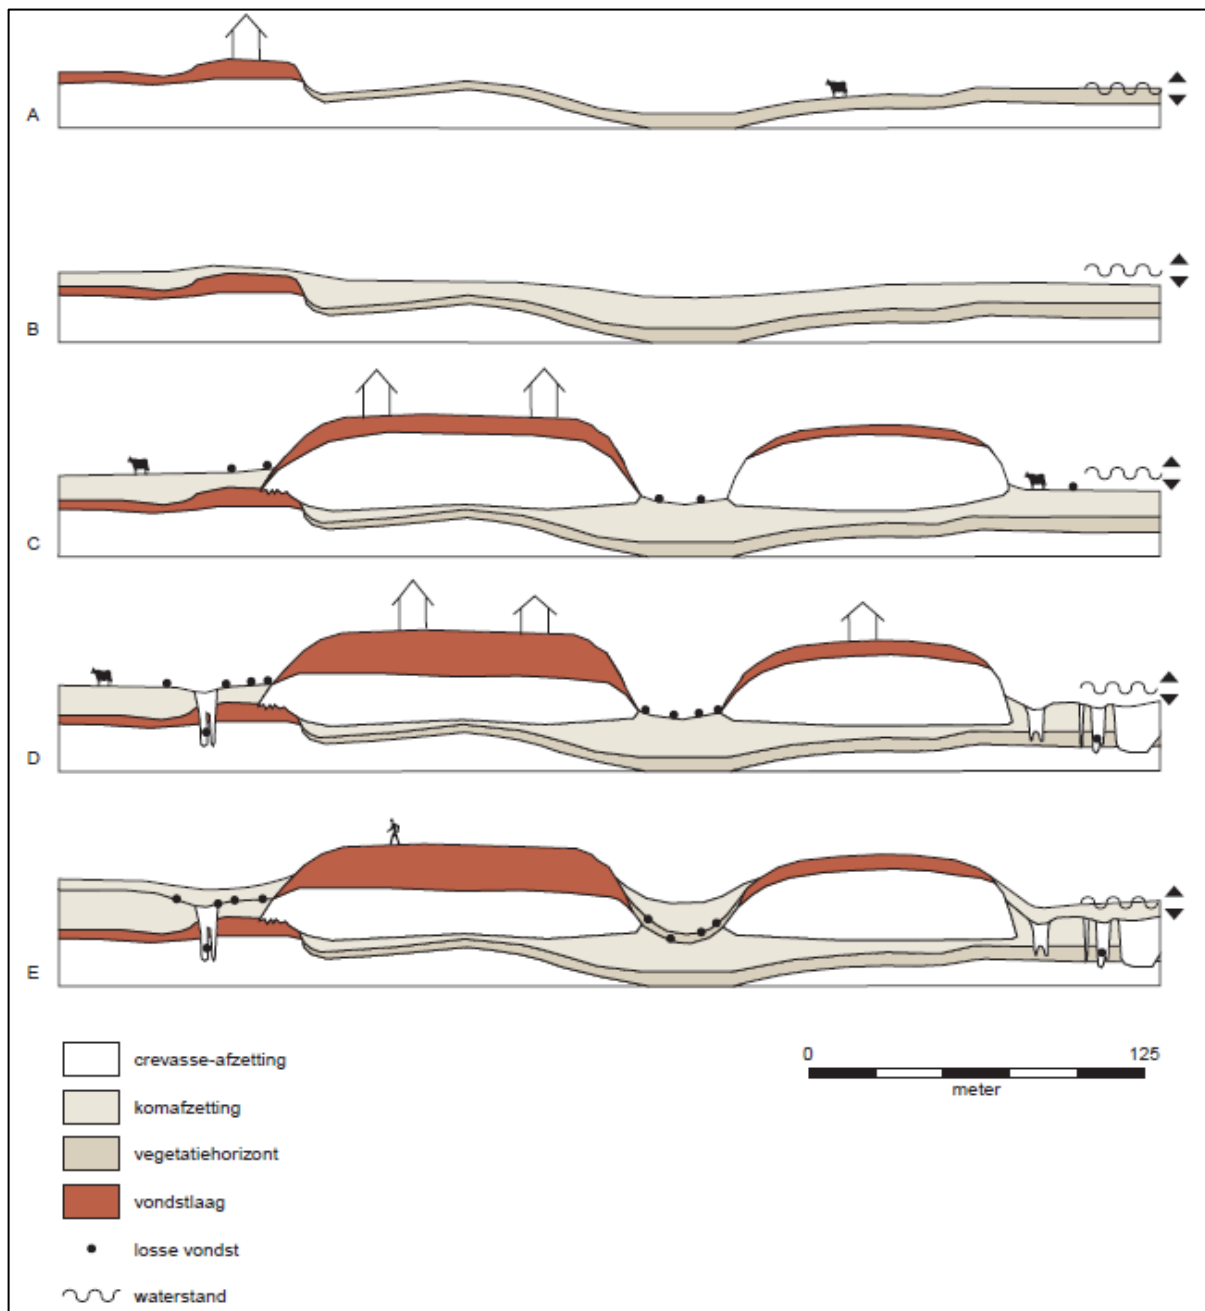 A
B
C
D
E
crevasse-afzetting
komafzetting
vegetatiehorizont
vondstlaag
losse vondst
waterstand
0 125
meter